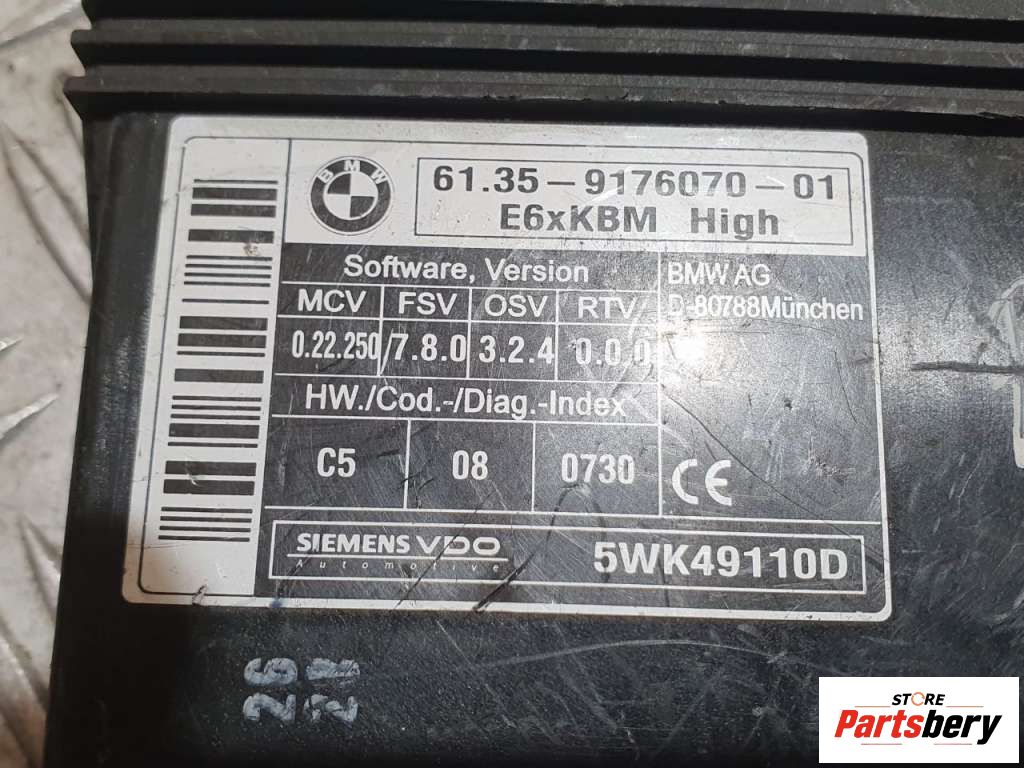 BMW
61.35-9176070-01
E6xKBM High
Software, Version
MCV FSV OSV RTV
0.22.250/7.8.0 3.2.4 0.0.0
HW./Cod.-/Diag.-Index
C5 08 0730
BMW AG
D-80788München
CE
SIEMENS VDO
Automotive
5WK49110D
26
STORE
Partsbery